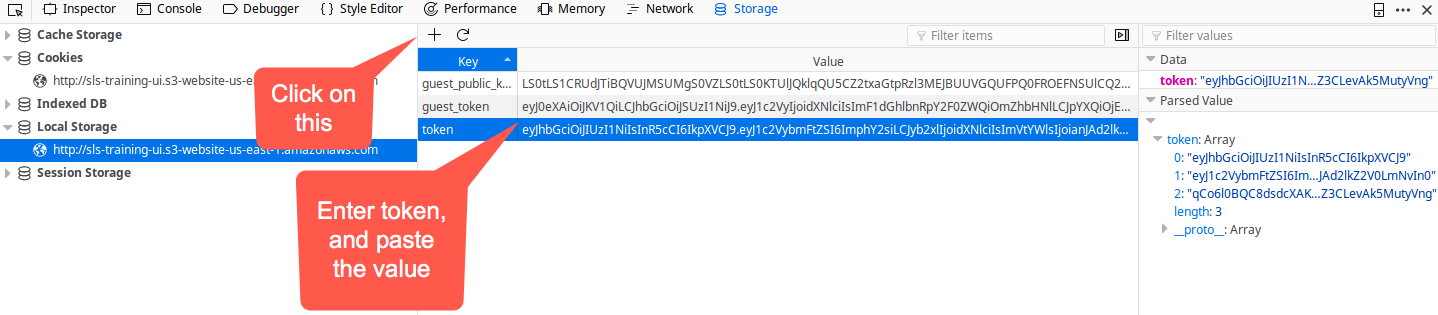 Inspector Console Debugger Style Editor Performance Memory Network Storage
Cache Storage
Cookies
http://sls-training-ui.s3-website-us-east-1.amazonaws.com
Indexed DB
Local Storage
http://sls-training-ui.s3-website-us-east-1.amazonaws.com
Session Storage
Click on
this
Enter token,
and paste
the value
Filter items
Key Value
guest_public_k... LS0tLS1CRUdJTiBQVUJMSUMgS0VZLS0tLS0KTUlJQklqQU5CZ2txaGtpRzl3MEJBUUVGQUFPQ0FROEFNSUlCQ2...
guest_token eyJ0eXAiOiJKV1QiLCJhbGciOiJSUzI1NiJ9.eyJ1c2VyIjoidXNlciIsImF1dGhlbnRpY2F0ZWQiOmZhbHNlLCJpYXQiOjE...
token eyJhbGciOiJIUzI1NiIsInR5cCI6IkpXVCJ9.eyJ1c2VybmFtZSI6ImphY2siLCJyb2xlIjoidXNlciIsImVtYWlsIjoianJAd2lk...
Filter values
Data
token: "eyJhbGciOiJIUzI1N...Z3CLevAk5MutyVng"
Parsed Value
token: Array
0: "eyJhbGciOiJIUzI1NiIsInR5cCI6IkpXVCJ9"
1: "eyJ1c2VybmFtZSI6Im...JAd2lkZ2V0LmNvIn0"
2: "qCo6l0BQC8dsdcXAK...Z3CLevAk5MutyVng"
length: 3
__proto__: Array